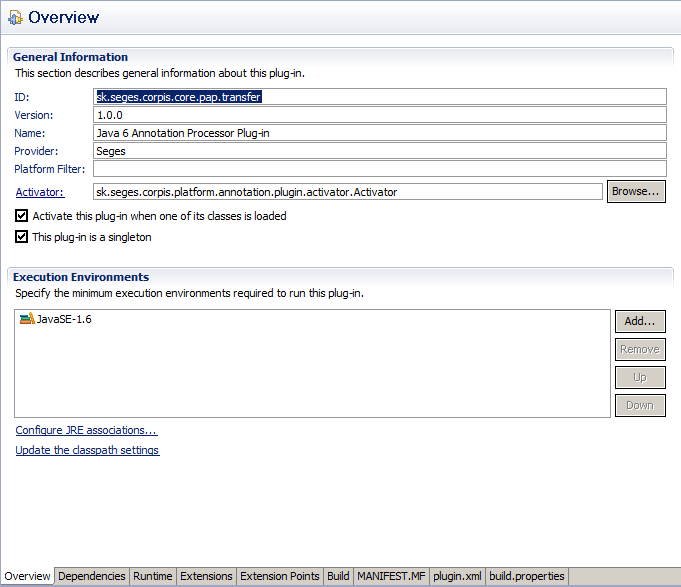 Overview
General Information
This section describes general information about this plug-in.
ID: sk.seges.corpis.core.pap.transfer
Version: 1.0.0
Name: Java 6 Annotation Processor Plug-in
Provider: Seges
Platform Filter:
Activator: sk.seges.corpis.platform.annotation.plugin.activator.Activator Browse...
Activate this plug-in when one of its classes is loaded
This plug-in is a singleton
Execution Environments
Specify the minimum execution environments required to run this plug-in.
JavaSE-1.6
Add...
Remove
Up
Down
Configure JRE associations...
Update the classpath settings
Overview Dependencies Runtime Extensions Extension Points Build MANIFEST.MF plugin.xml build.properties